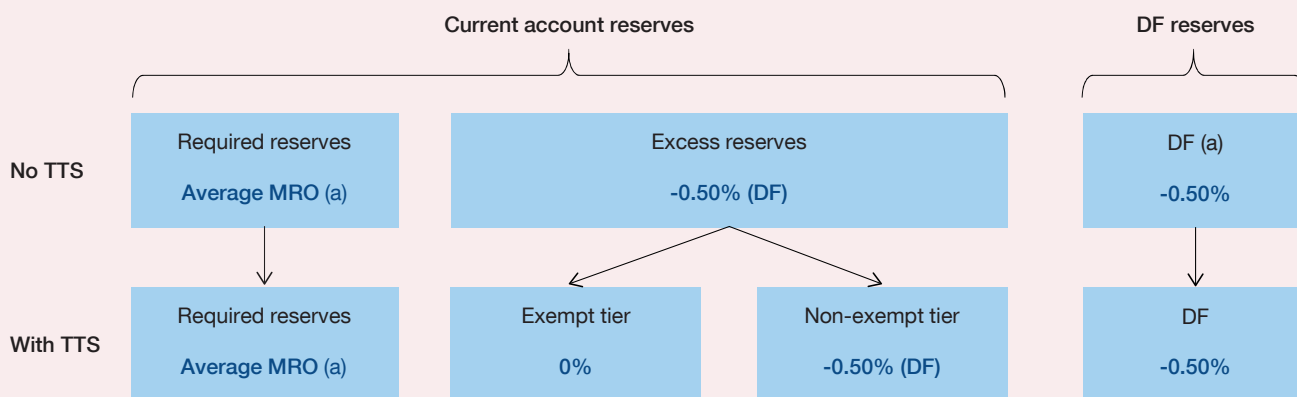 Current account reserves
DF reserves
No TTS
Required reserves
Average MRO (a)
Excess reserves
-0.50% (DF)
DF (a)
-0.50%
With TTS
Required reserves
Average MRO (a)
Exempt tier
0%
Non-exempt tier
-0.50% (DF)
DF
-0.50%